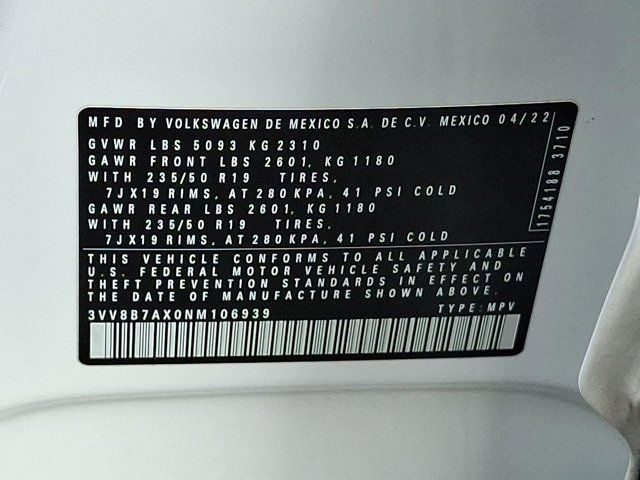 MFD BY VOLKSWAGEN DE MEXICO S.A. DE C.V. MEXICO 04/22
GVWR LBS 5093 KG 2310
GAWR FRONT LBS 2601, KG 1180
WITH 235/50 R19 TIRES,
7JX19 RIMS, AT 280 KPA, 41 PSI COLD
GAWR REAR LBS 2601, KG 1180
WITH 235/50 R19 TIRES,
7JX19 RIMS, AT 280 KPA, 41 PSI COLD
THIS VEHICLE CONFORMS TO ALL APPLICABLE
U.S. FEDERAL MOTOR VEHICLE SAFETY AND
THEFT PREVENTION STANDARDS IN EFFECT ON
THE DATE OF MANUFACTURE SHOWN ABOVE.
3VV8B7AX0NM106939 TYPE: MPV
1754188 3710